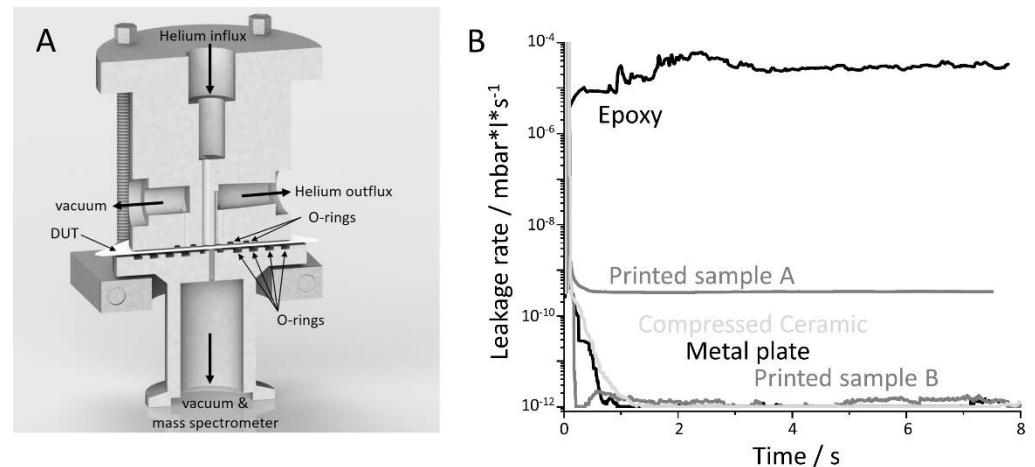 A
Helium influx
vacuum
Helium outflux
DUT
O-rings
O-rings
vacuum &
mass spectrometer
B
Leakage rate / mbar*l*s⁻¹
10⁻⁴
10⁻⁶
10⁻⁸
10⁻¹⁰
10⁻¹²
Epoxy
Printed sample A
Compressed Ceramic
Metal plate
Printed sample B
0 2 4 6 8
Time / s